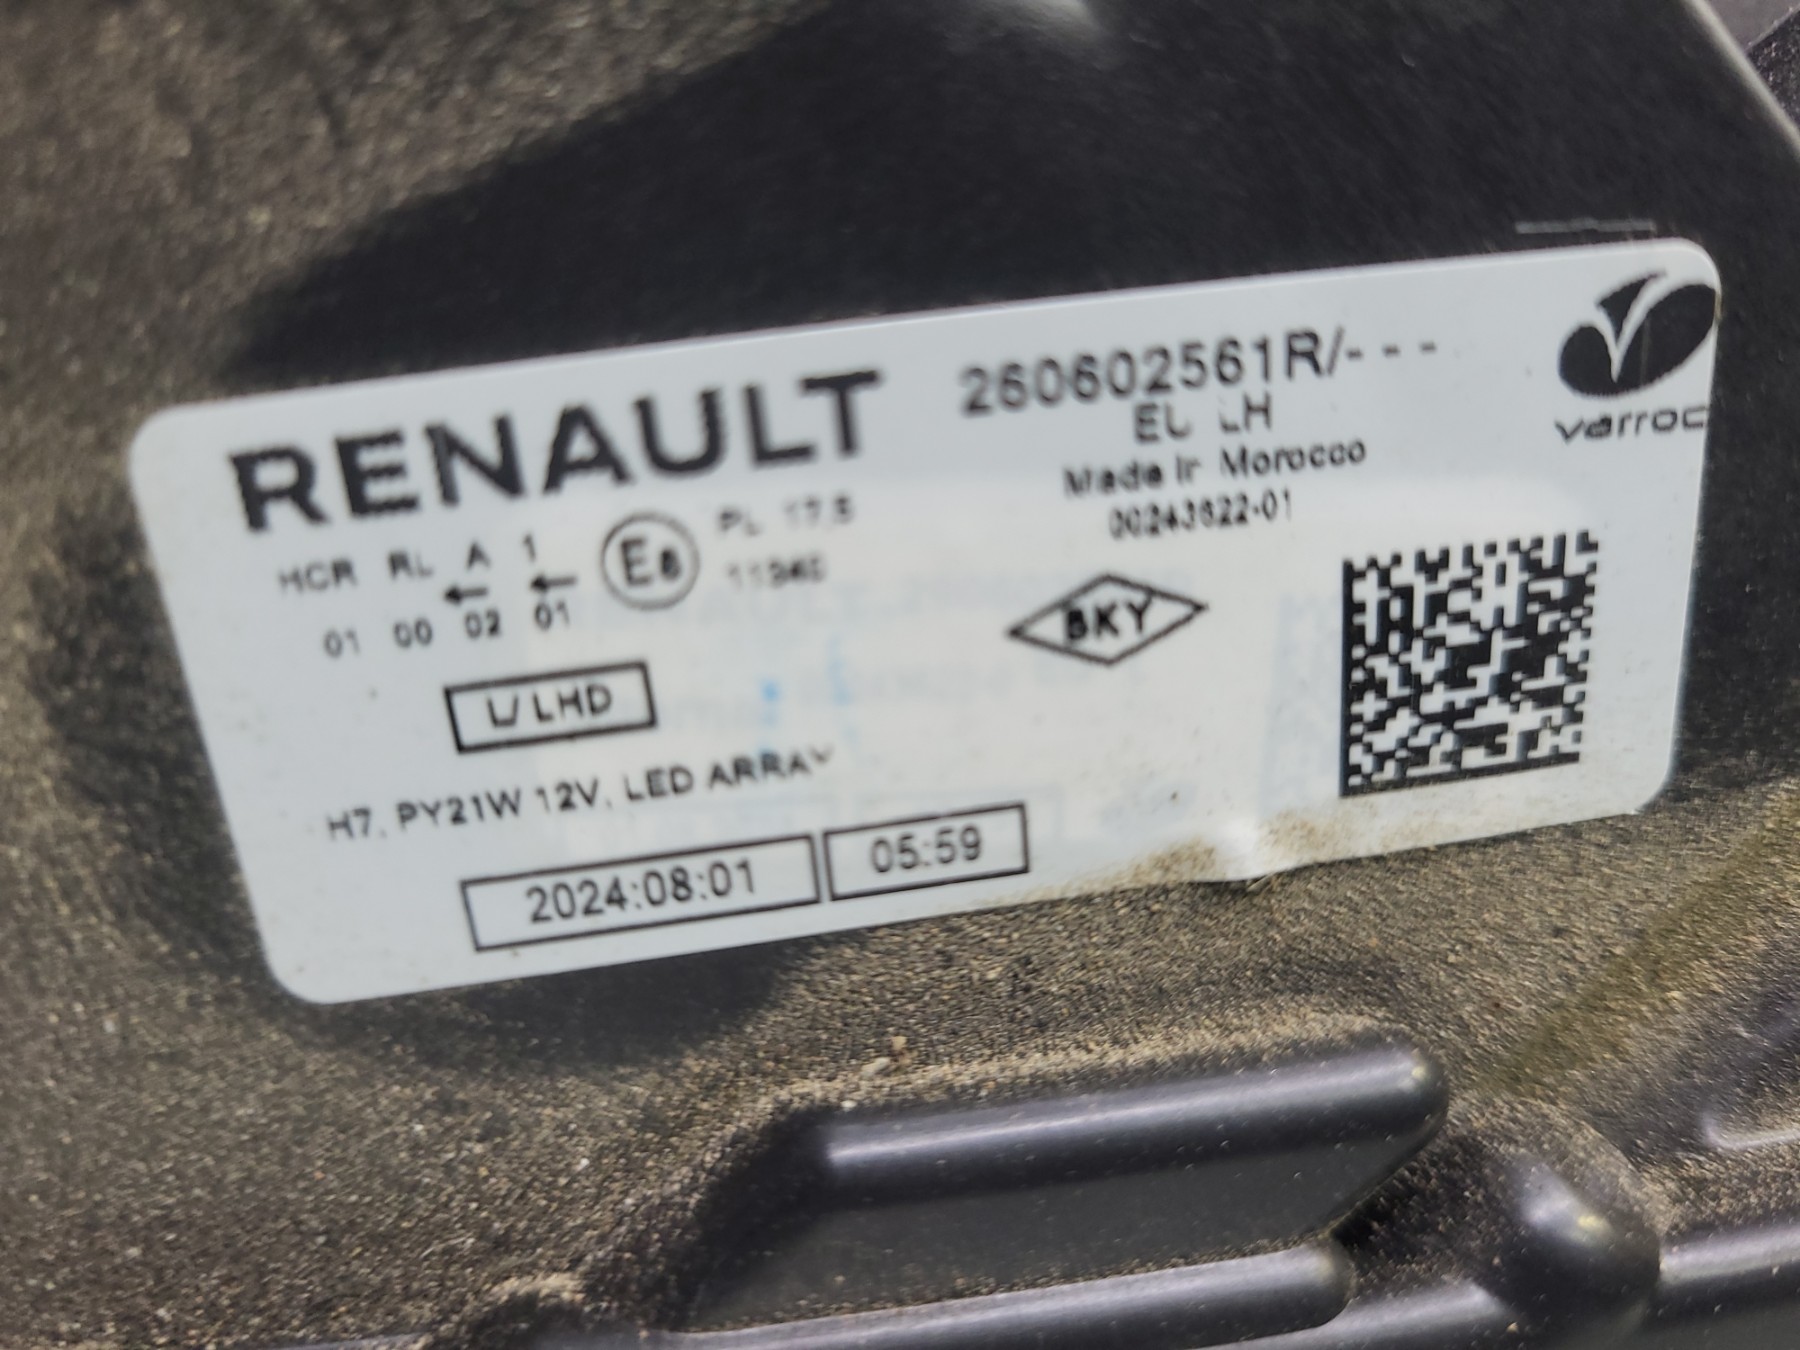 RENAULT
260602561R/---
EU LH
Made in Morocco
00243622-01
varroc
HCR RL A 1
← ←
01 00 02 01
E8
PL 17,5
BKY
L/LHD
H7, PY21W 12V, LED ARRAY
2024:08:01 05:59